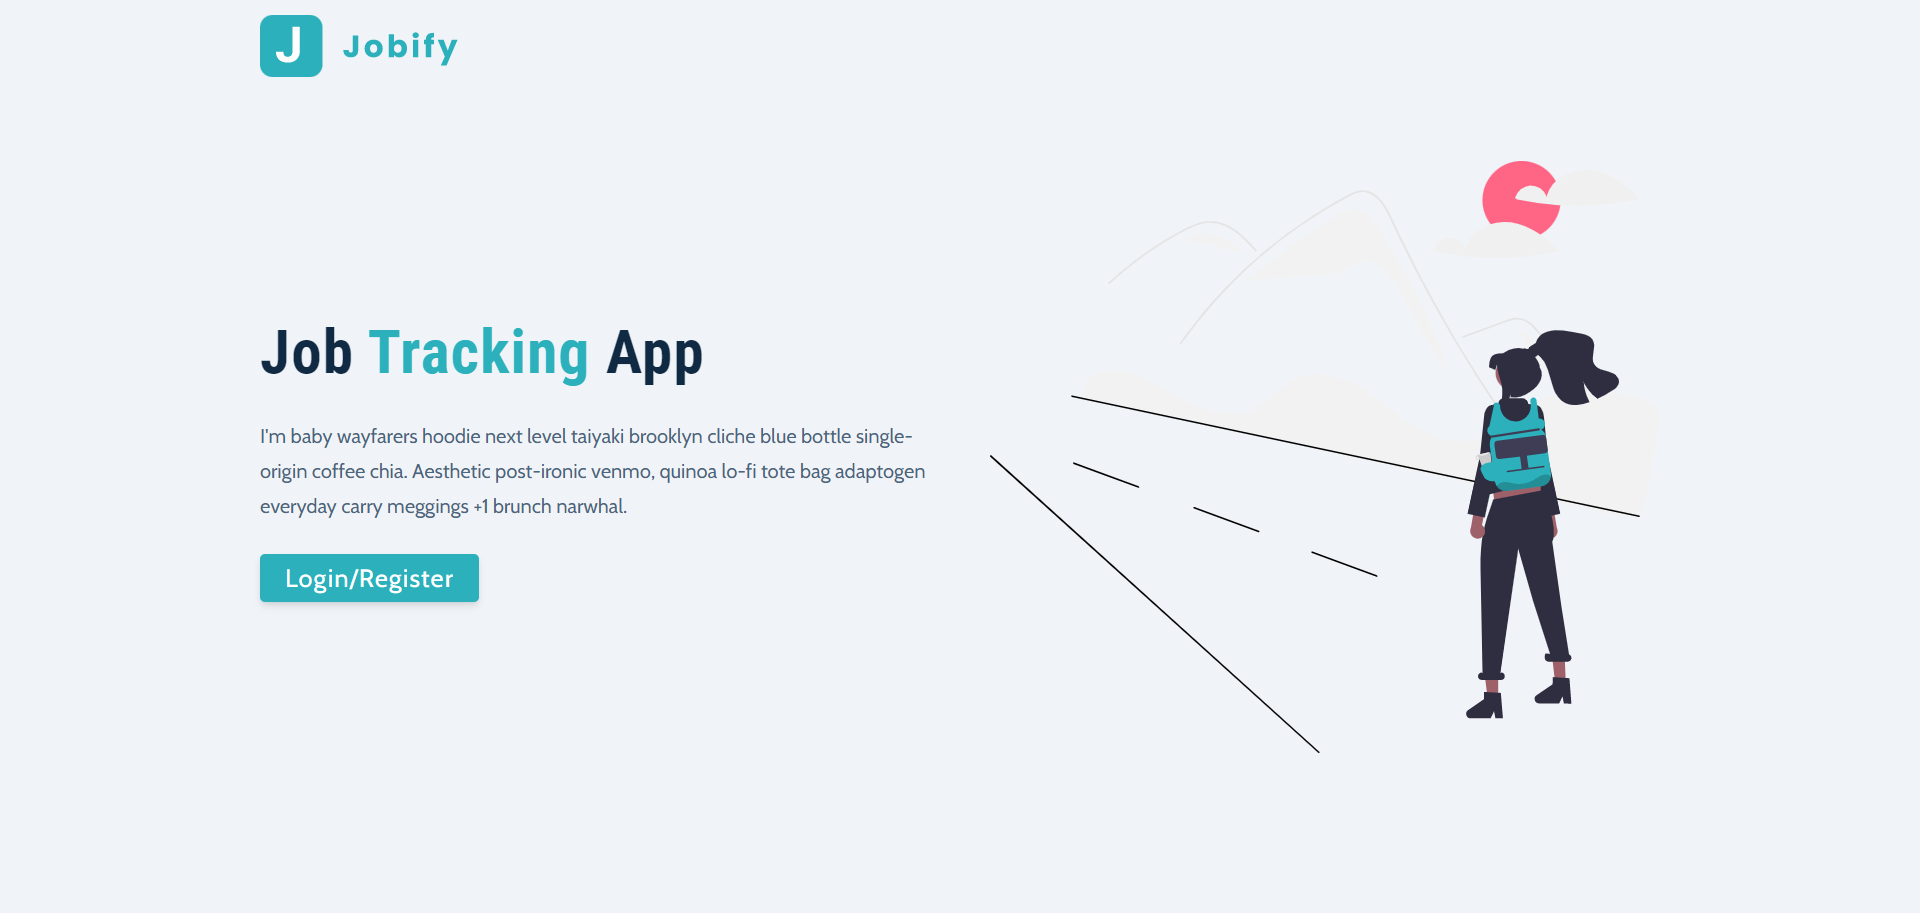 J Jobify
Job Tracking App
I'm baby wayfarers hoodie next level taiyaki brooklyn cliche blue bottle single-
origin coffee chia. Aesthetic post-ironic venmo, quinoa lo-fi tote bag adaptogen
everyday carry meggings +1 brunch narwhal.
Login/Register